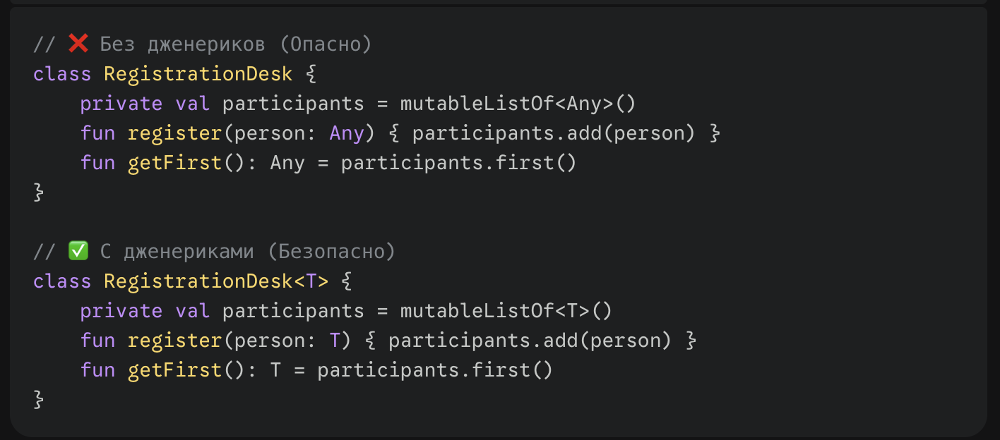 // ❌ Без дженериков (Опасно)
class RegistrationDesk {
    private val participants = mutableListOf<Any>()
    fun register(person: Any) { participants.add(person) }
    fun getFirst(): Any = participants.first()
}
// ✅ С дженериками (Безопасно)
class RegistrationDesk<T> {
    private val participants = mutableListOf<T>()
    fun register(person: T) { participants.add(person) }
    fun getFirst(): T = participants.first()
}